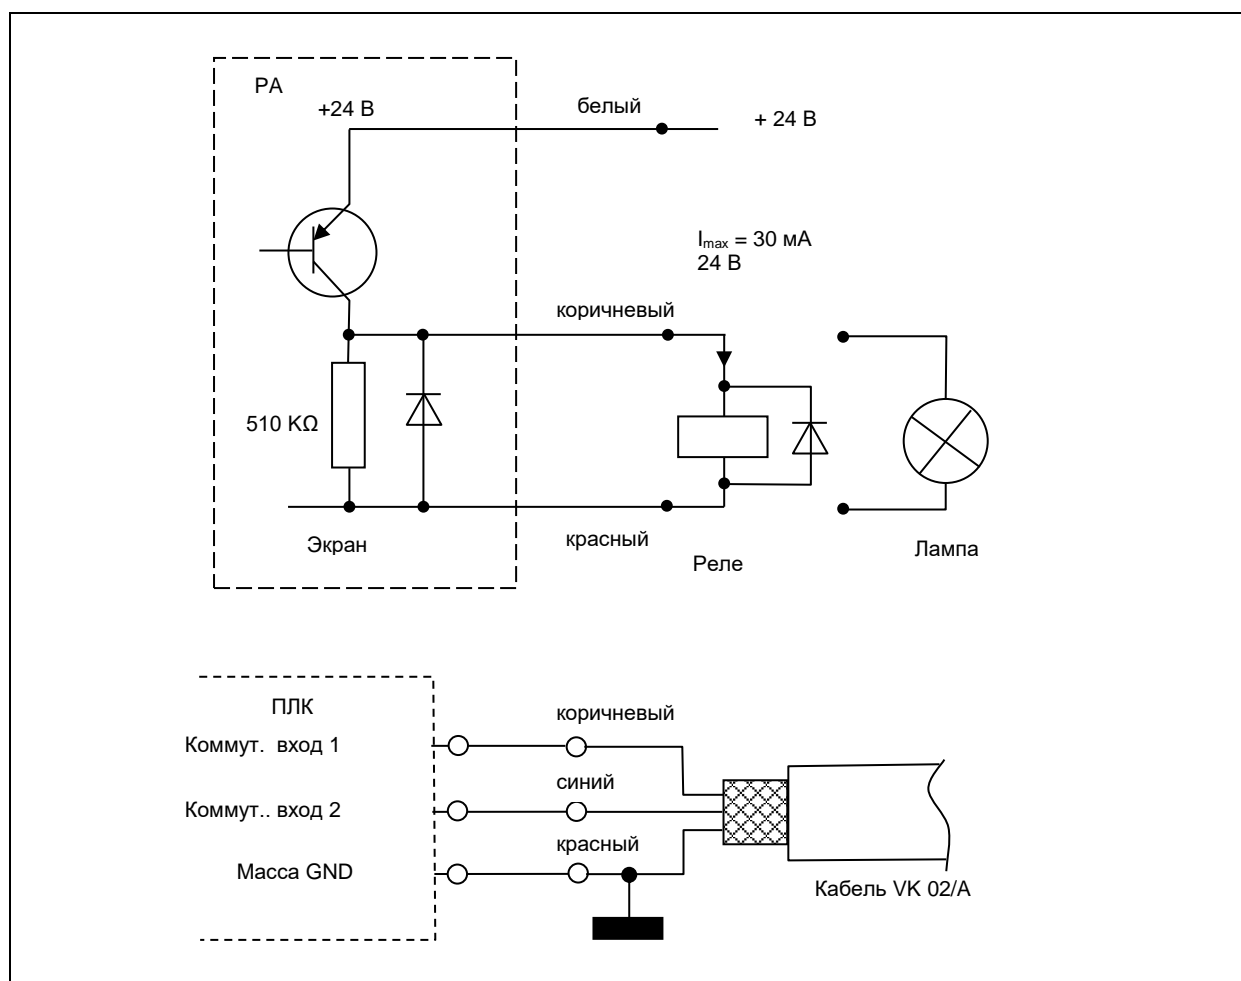 PA
+24 В
белый
+ 24 В
Imax = 30 мА
24 В
коричневый
510 KΩ
Экран
красный
Реле
Лампа
ПЛК
коричневый
Коммут. вход 1
синий
Коммут.. вход 2
красный
Масса GND
Кабель VK 02/A